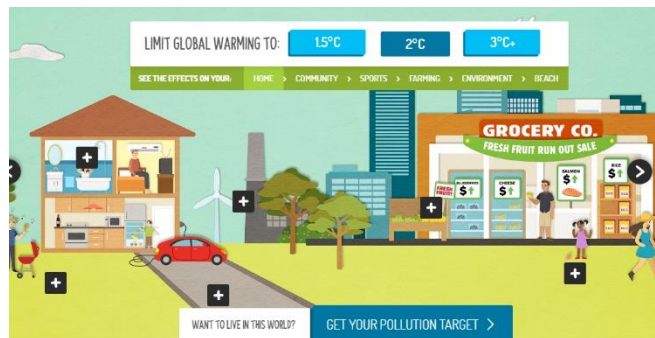 LIMIT GLOBAL WARMING TO: 1.5°C 2°C 3°C+
SEE THE EFFECTS ON YOUR: HOME > COMMUNITY > SPORTS > FARMING > ENVIRONMENT > BEACH
GROCERY CO.
FRESH FRUIT RUN OUT SALE
SALMON
$↑
RICE
$↑
FRESH
FRUIT!
$↑
CHEESE
$↑
WANT TO LIVE IN THIS WORLD?
GET YOUR POLLUTION TARGET >